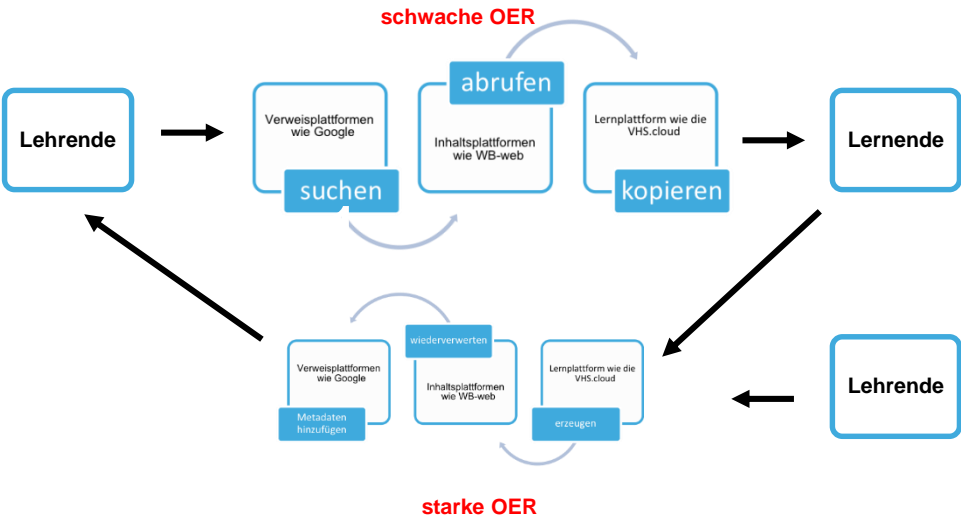 schwache OER
Lehrende
Verweisplattformen
wie Google
suchen
abrufen
Inhaltsplattformen
wie WB-web
Lernplattform wie die
VHS.cloud
kopieren
Lernende
Verweisplattformen
wie Google
Metadaten
hinzufügen
wiederverwerten
Inhaltsplattformen
wie WB-web
Lernplattform wie die
VHS.cloud
erzeugen
Lehrende
starke OER